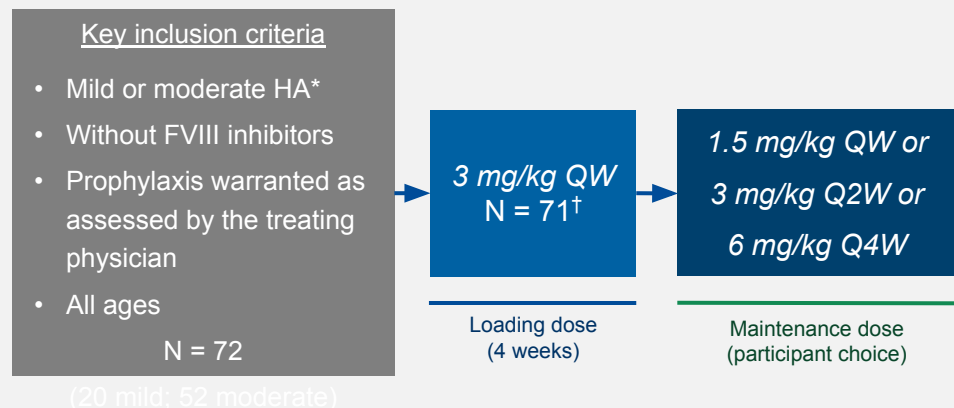 Key inclusion criteria
• Mild or moderate HA*
• Without FVIII inhibitors
• Prophylaxis warranted as
assessed by the treating
physician
• All ages
N = 72
(20 mild; 52 moderate)
3 mg/kg QW
N = 71†
Loading dose
(4 weeks)
1.5 mg/kg QW or
3 mg/kg Q2W or
6 mg/kg Q4W
Maintenance dose
(participant choice)